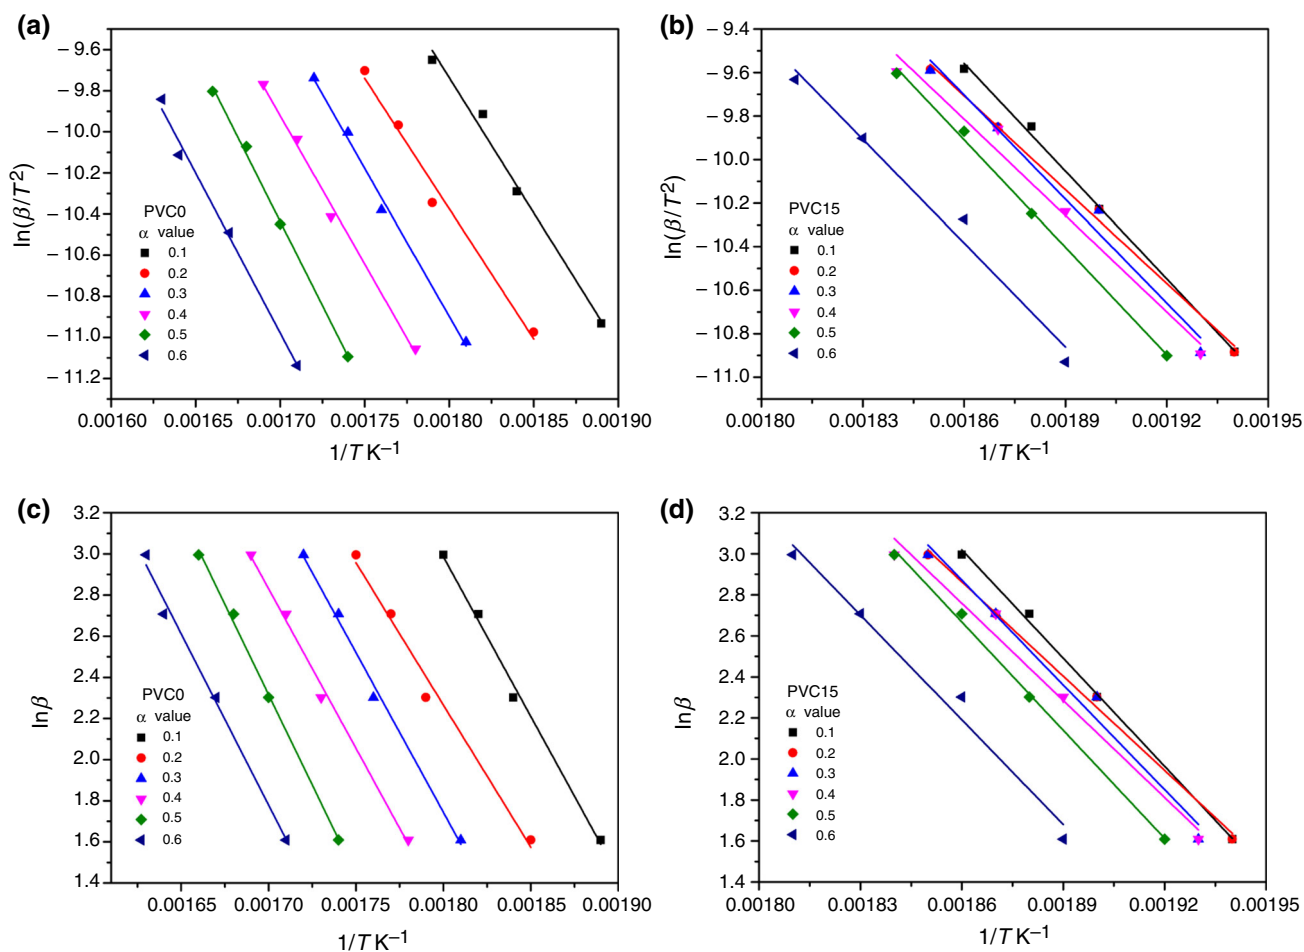 (a)
ln(β/T²)
– 9.6
– 9.8
– 10.0
– 10.2
– 10.4
– 10.6
– 10.8
– 11.0
– 11.2
PVC0
α value
0.1
0.2
0.3
0.4
0.5
0.6
0.00160 0.00165 0.00170 0.00175 0.00180 0.00185 0.00190
1/T K⁻¹
(b)
ln(β/T²)
– 9.4
– 9.6
– 9.8
– 10.0
– 10.2
– 10.4
– 10.6
– 10.8
– 11.0
PVC15
α value
0.1
0.2
0.3
0.4
0.5
0.6
0.00180 0.00183 0.00186 0.00189 0.00192 0.00195
1/T K⁻¹
(c)
lnβ
3.2
3.0
2.8
2.6
2.4
2.2
2.0
1.8
1.6
1.4
PVC0
α value
0.1
0.2
0.3
0.4
0.5
0.6
0.00165 0.00170 0.00175 0.00180 0.00185 0.00190
1/T K⁻¹
(d)
lnβ
3.2
3.0
2.8
2.6
2.4
2.2
2.0
1.8
1.6
1.4
PVC15
α value
0.1
0.2
0.3
0.4
0.5
0.6
0.00180 0.00183 0.00186 0.00189 0.00192 0.00195
1/T K⁻¹